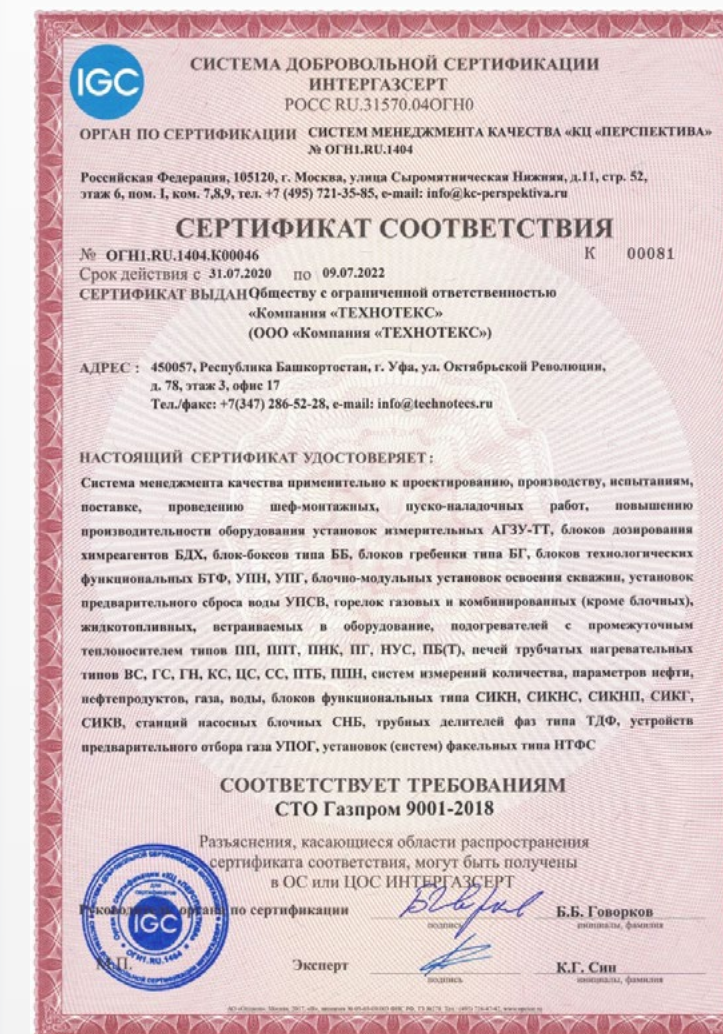 IGC
СИСТЕМА ДОБРОВОЛЬНОЙ СЕРТИФИКАЦИИ
ИНТЕРГАЗСЕРТ
РОСС RU.31570.04ОГН0
ОРГАН ПО СЕРТИФИКАЦИИ СИСТЕМ МЕНЕДЖМЕНТА КАЧЕСТВА «КЦ «ПЕРСПЕКТИВА»
№ ОГН1.RU.1404
Российская Федерация, 105120, г. Москва, улица Сыромятническая Нижняя, д.11, стр. 52,
этаж 6, пом. I, ком. 7,8,9, тел. +7 (495) 721-35-85, e-mail: info@kc-perspektiva.ru
СЕРТИФИКАТ СООТВЕТСТВИЯ
№ ОГН1.RU.1404.К00046 К 00081
Срок действия с 31.07.2020 по 09.07.2022
СЕРТИФИКАТ ВЫДАН Обществу с ограниченной ответственностью
«Компания «ТЕХНОТЕКС»
(ООО «Компания «ТЕХНОТЕКС»)
АДРЕС : 450057, Республика Башкортостан, г. Уфа, ул. Октябрьской Революции,
д. 78, этаж 3, офис 17
Тел./факс: +7(347) 286-52-28, e-mail: info@technotecs.ru
НАСТОЯЩИЙ СЕРТИФИКАТ УДОСТОВЕРЯЕТ :
Система менеджмента качества применительно к проектированию, производству, испытаниям,
поставке, проведению шеф-монтажных, пуско-наладочных работ, повышению
производительности оборудования установок измерительных АГЗУ-ТТ, блоков дозирования
химреагентов БДХ, блок-боксов типа ББ, блоков гребенки типа БГ, блоков технологических
функциональных БТФ, УПН, УПГ, блочно-модульных установок освоения скважин, установок
предварительного сброса воды УПСВ, горелок газовых и комбинированных (кроме блочных),
жидкотопливных, встраиваемых в оборудование, подогревателей с промежуточным
теплоносителем типов ПП, ППТ, ПНК, ПГ, НУС, ПБ(Т), печей трубчатых нагревательных
типов ВС, ГС, ГН, КС, ЦС, СС, ПТБ, ППН, систем измерений количества, параметров нефти,
нефтепродуктов, газа, воды, блоков функциональных типа СИКН, СИКНС, СИКНП, СИКГ,
СИКВ, станций насосных блочных СНБ, трубных делителей фаз типа ТДФ, устройств
предварительного отбора газа УПОГ, установок (систем) факельных типа НТФС
СООТВЕТСТВУЕТ ТРЕБОВАНИЯМ
СТО Газпром 9001-2018
Разъяснения, касающиеся области распространения
сертификата соответствия, могут быть получены
в ОС или ЦОС ИНТЕРГАЗСЕРТ
Руководитель органа по сертификации Б.Б. Говорков
подпись инициалы, фамилия
IGC
ОГН1.RU.1404
М.П. Эксперт К.Г. Син
подпись инициалы, фамилия